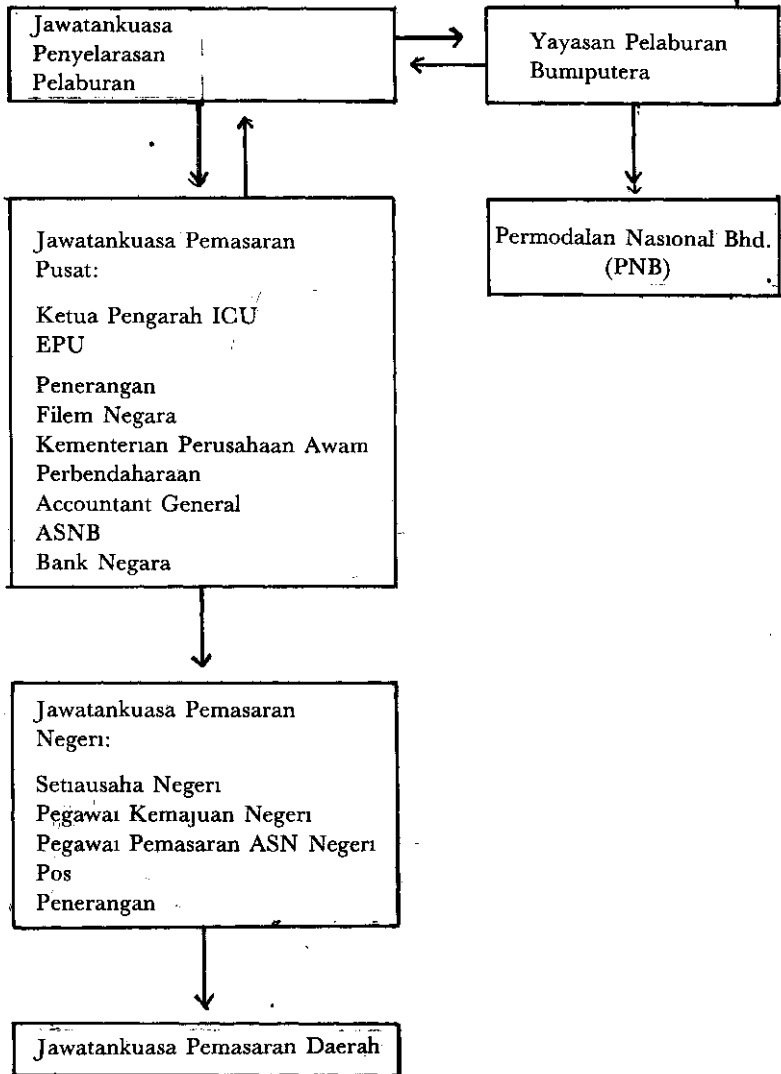 Jawatankuasa
Penyelarasan
Pelaburan
Yayasan Pelaburan
Bumiputera
Permodalan Nasional Bhd.
(PNB)
Jawatankuasa Pemasaran
Pusat:
Ketua Pengarah ICU
EPU
Penerangan
Filem Negara
Kementerian Perusahaan Awam
Perbendaharaan
Accountant General
ASNB
Bank Negara
Jawatankuasa Pemasaran
Negeri:
Setiausaha Negeri
Pegawai Kemajuan Negeri
Pegawai Pemasaran ASN Negeri
Pos
Penerangan
Jawatankuasa Pemasaran Daerah